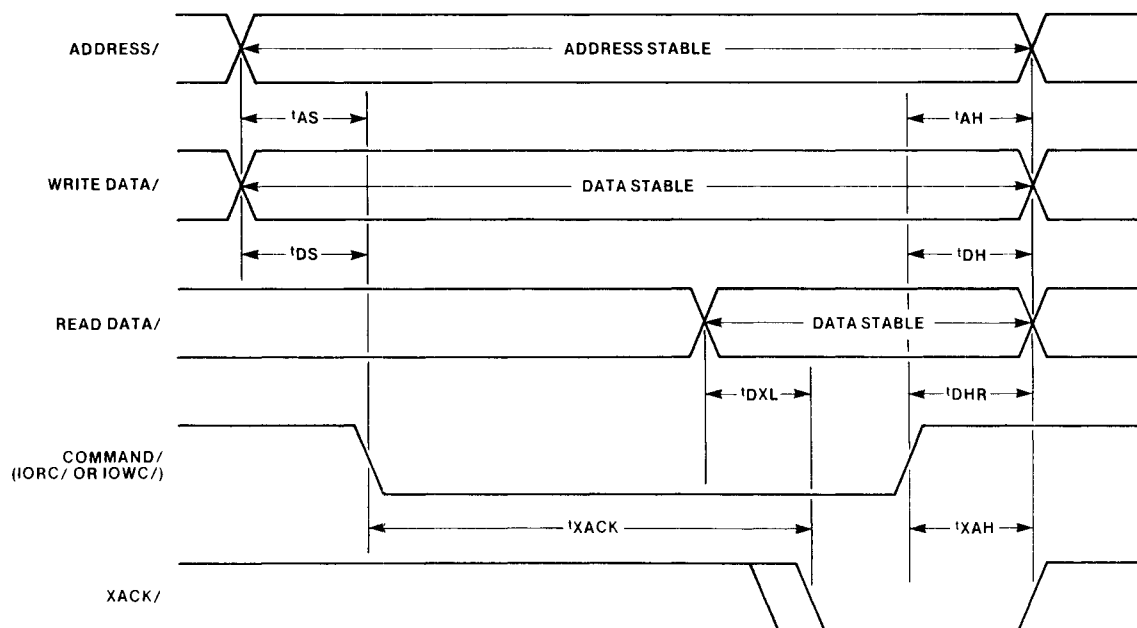 ADDRESS/
ADDRESS STABLE
tAS
tAH
WRITE DATA/
DATA STABLE
tDS
tDH
READ DATA/
DATA STABLE
tDXL
tDHR
COMMAND/
(IORC/ OR IOWC/)
tXACK
tXAH
XACK/